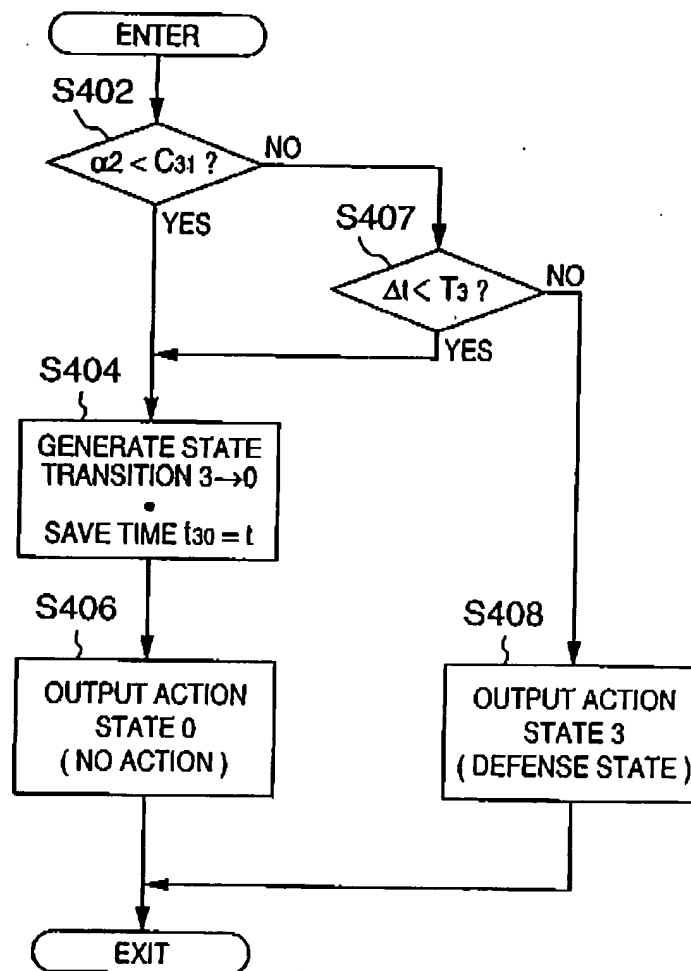 ENTER
S402
α2 < C31 ?
NO
YES
S407
Δt < T3 ?
NO
YES
S404
GENERATE STATE
TRANSITION 3→0
•
SAVE TIME t30 = t
S406
S408
OUTPUT ACTION
STATE 0
( NO ACTION )
OUTPUT ACTION
STATE 3
( DEFENSE STATE )
EXIT